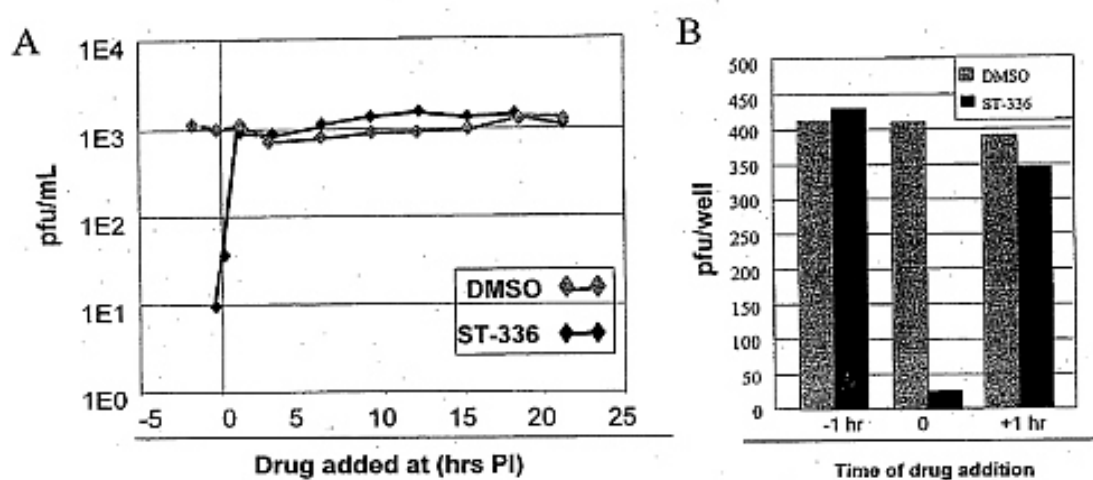 A
pfu/mL
1E4
1E3
1E2
1E1
1E0
-5
0
5
10
15
20
25
DMSO
ST-336
Drug added at (hrs PI)
B
pfu/well
500
450
400
350
300
250
200
350
100
50
0
DMSO
ST-336
-1 hr
0
+1 hr
Time of drug addition